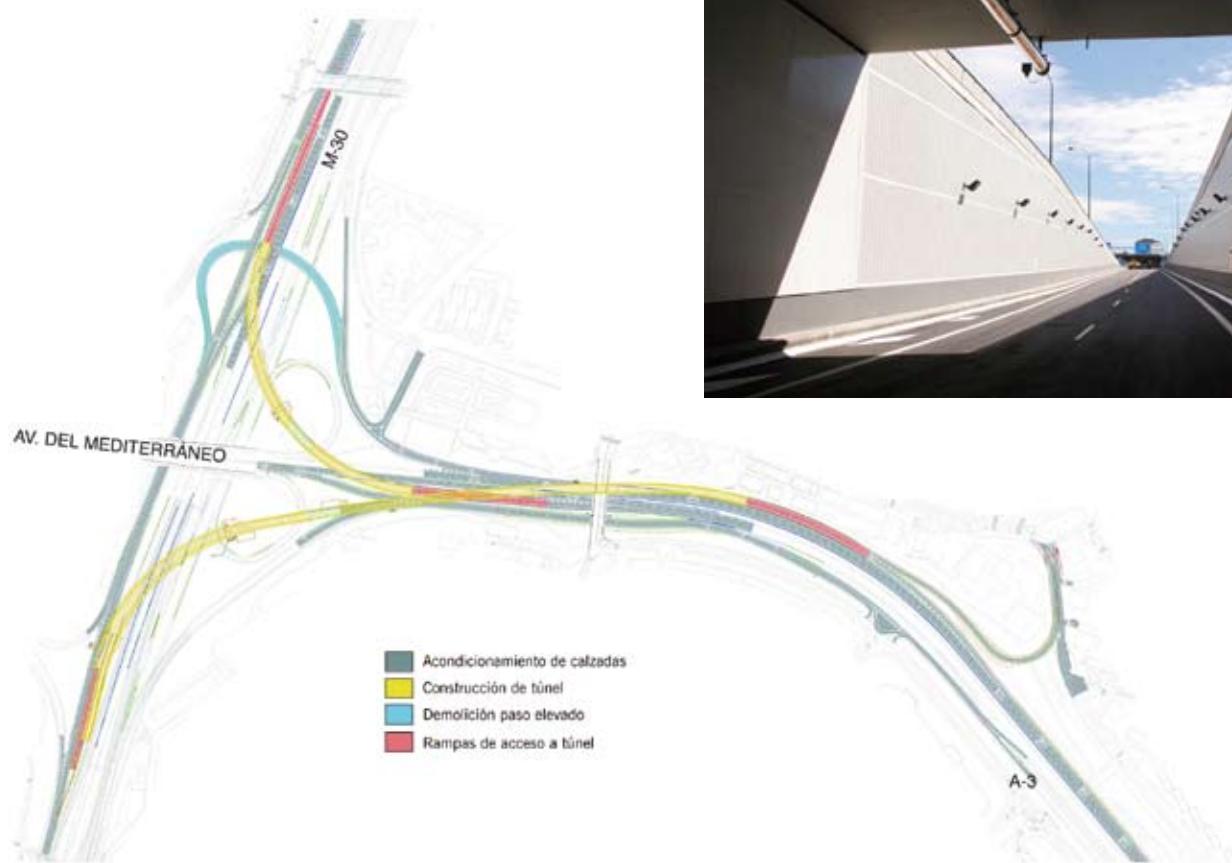 M-30
AV. DEL MEDITERRÁNEO
Acondicionamiento de calzadas
Construcción de túnel
Demolición paso elevado
Rampas de acceso a túnel
A-3